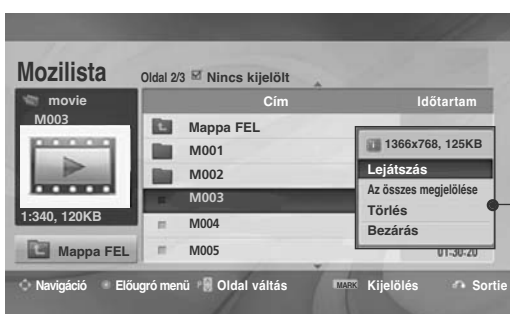 Mozilista
Oldal 2/3 Nincs kijelölt
movie
M003
1:340, 120KB
Mappa FEL
Cím Időtartam
Mappa FEL
M001
M002
M003
M004
M005
01:30:20
1366x768, 125KB
Lejátszás
Az összes megjelölése
Törlés
Bezárás
Navigáció Előugró menü P Oldal váltás MARK Kijelölés Sortie